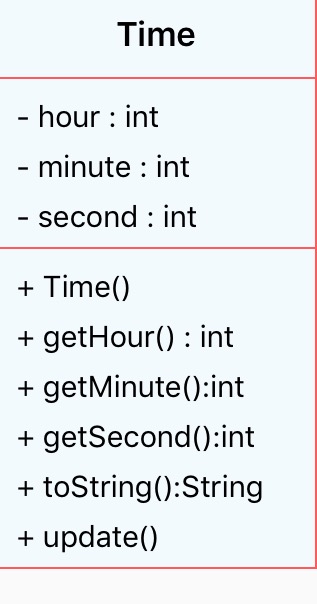 Time
- hour : int
- minute : int
- second : int
+ Time()
+ getHour() : int
+ getMinute():int
+ getSecond():int
+ toString():String
+ update()